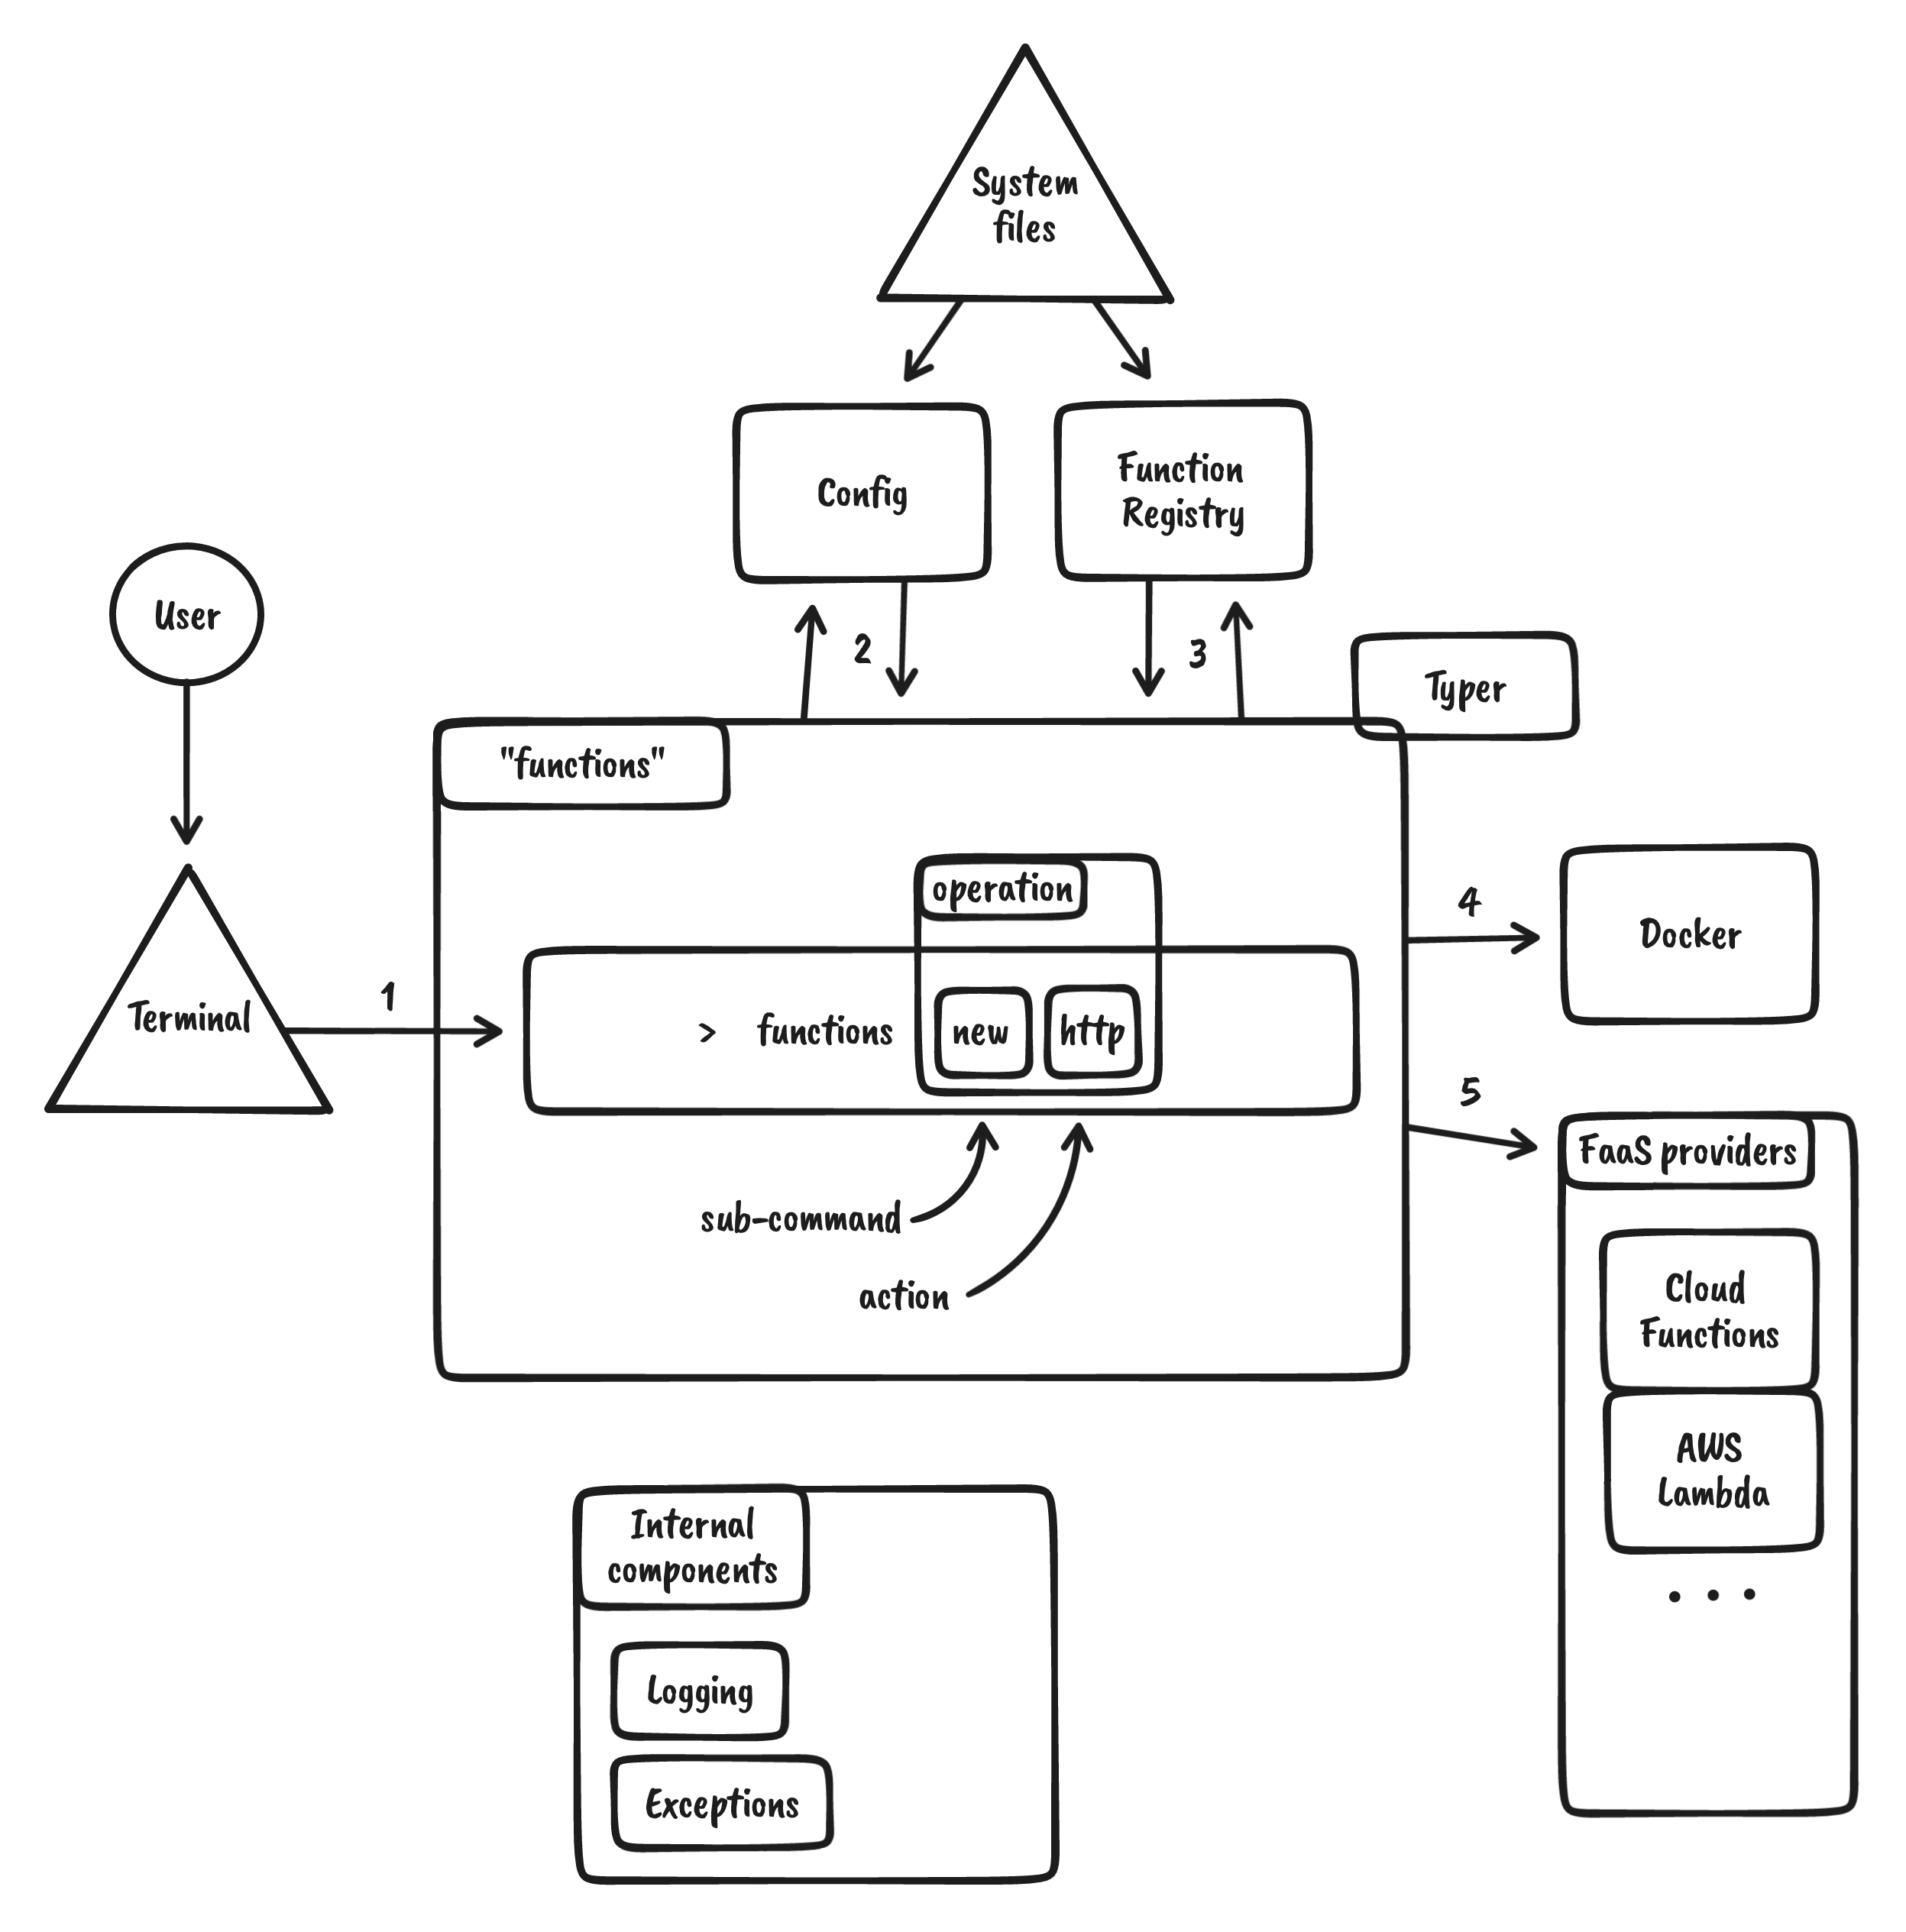 System
files
Config
Function
Registry
User
2
3
Typer
"functions"
operation
4
Docker
Terminal
1
> functions new http
5
FaaS providers
sub-command
action
Cloud
Functions
AWS
Lambda
. . .
Internal
components
Logging
Exceptions